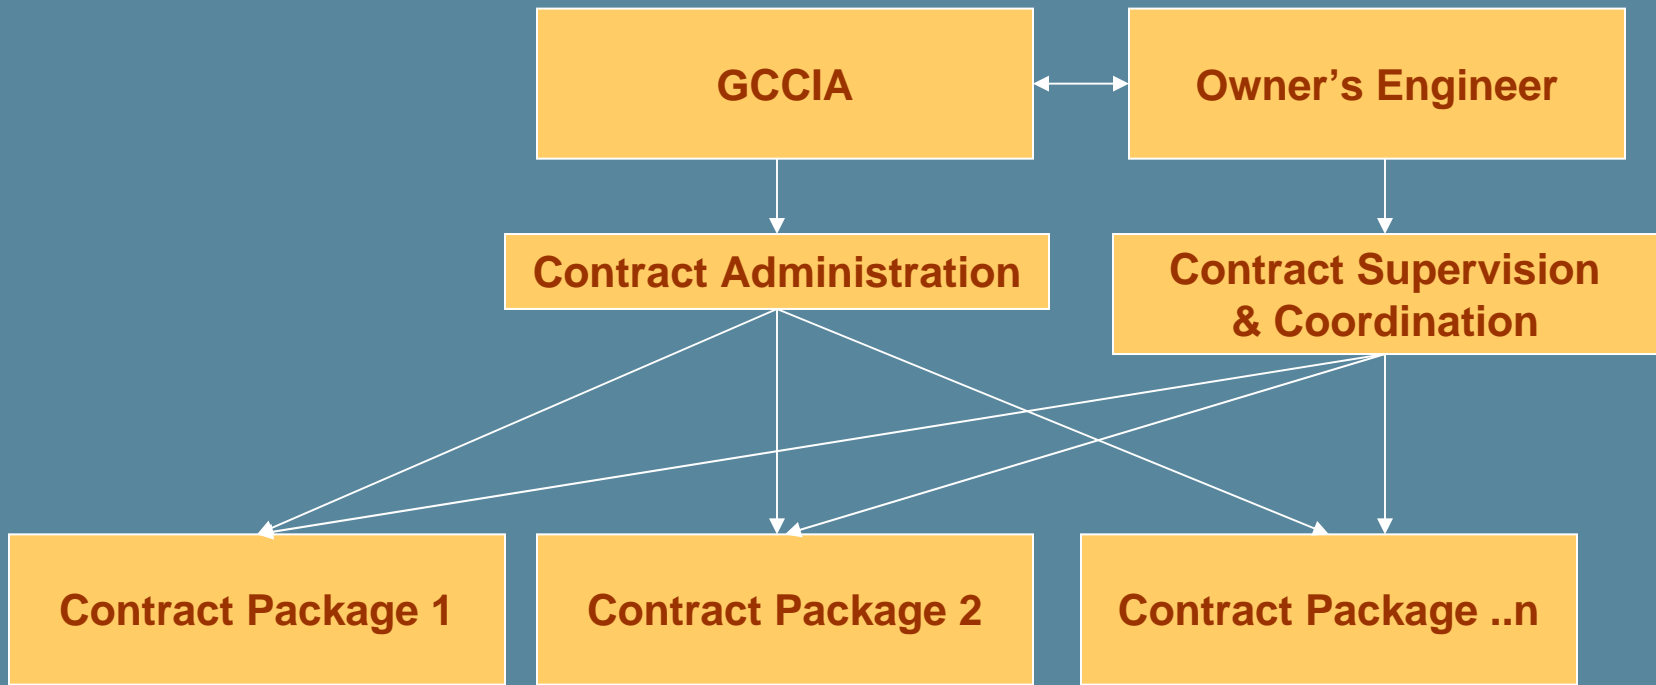 GCCIA
Owner’s Engineer
Contract Administration
Contract Supervision
& Coordination
Contract Package 1
Contract Package 2
Contract Package ..n